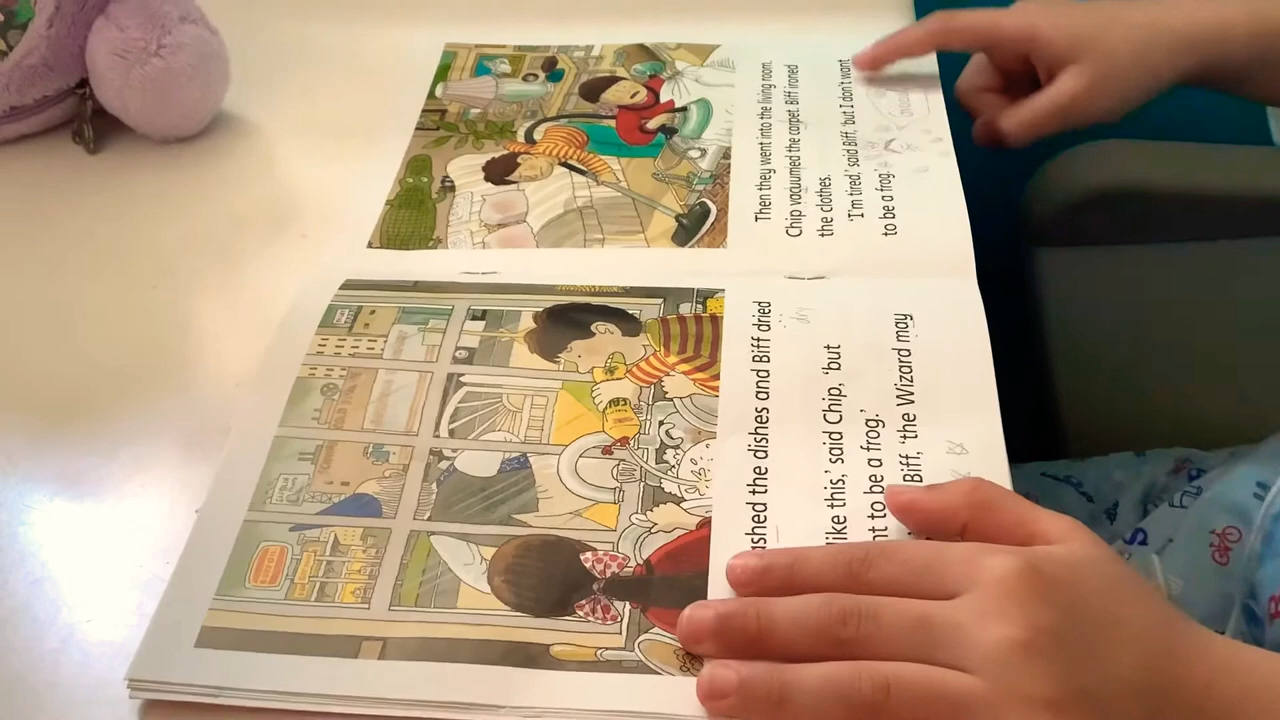 ashed the dishes and Biff dried
like this,' said Chip, 'but
nt to be a frog.'
Biff, 'the Wizard may
dry
Then they went into the living room.
Chip vacuumed the carpet. Biff ironed
the clothes.
'I'm tired,' said Biff, 'but I don't want
to be a frog.'